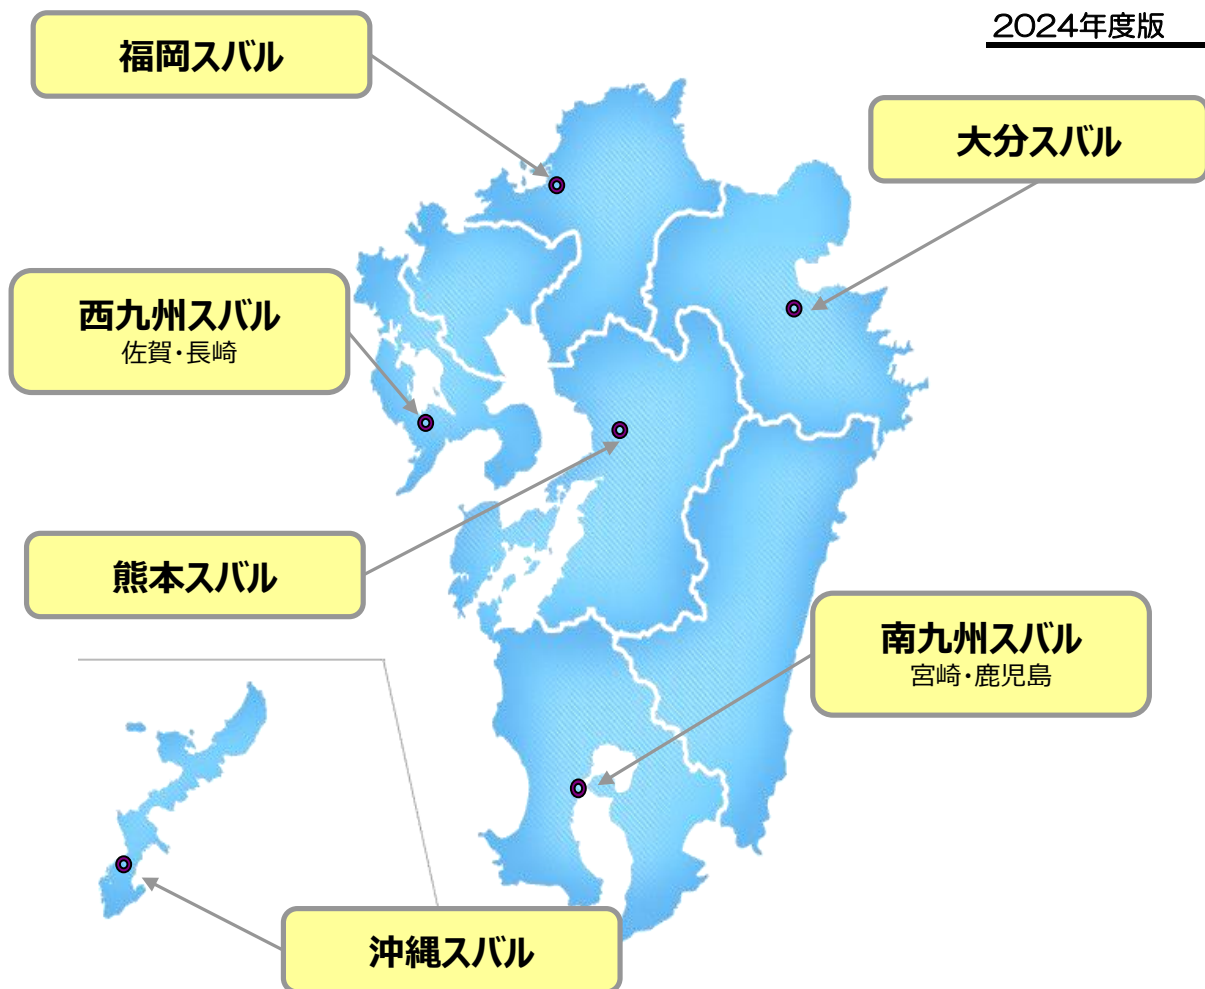 2024年度版
福岡スバル
大分スバル
西九州スバル
佐賀・長崎
熊本スバル
南九州スバル
宮崎・鹿児島
沖縄スバル